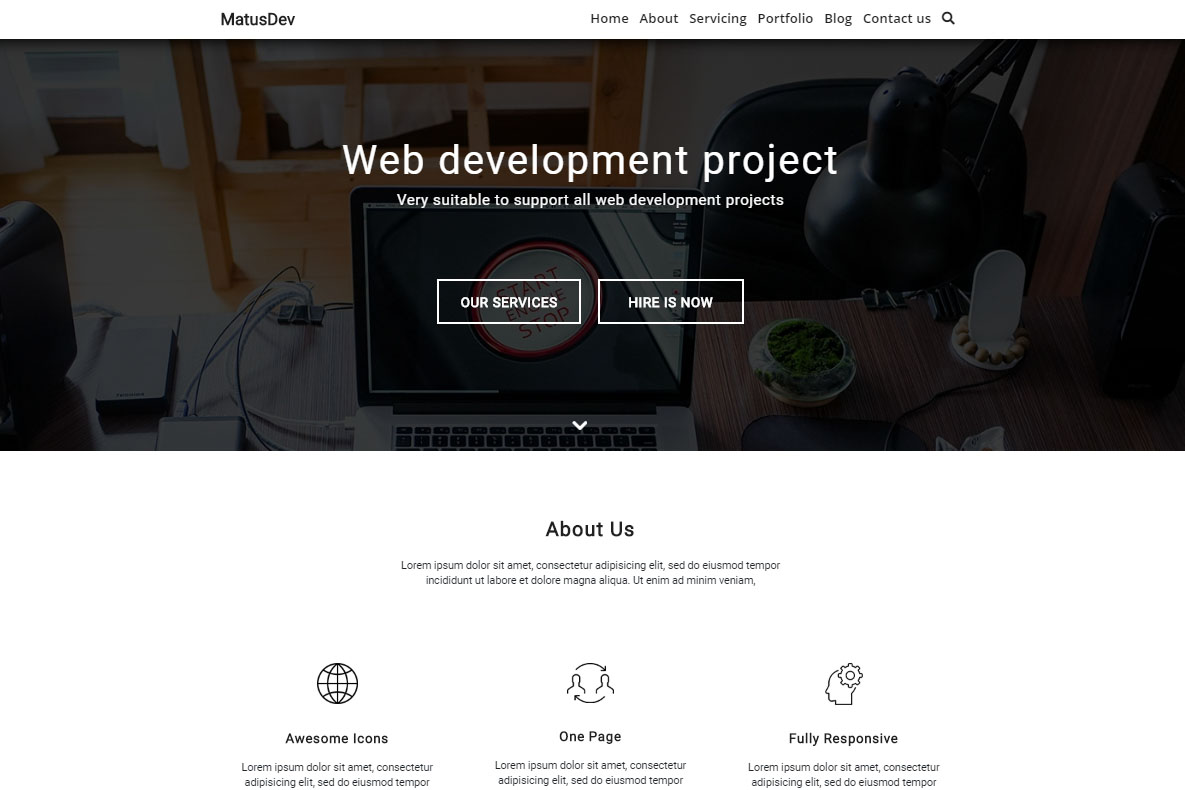 MatusDev
Home About Servicing Portfolio Blog Contact us
Web development project
Very suitable to support all web development projects
START
ENGINE
STOP
OUR SERVICES HIRE IS NOW
TOSHIBA
About Us
Lorem ipsum dolor sit amet, consectetur adipisicing elit, sed do eiusmod tempor
incididunt ut labore et dolore magna aliqua. Ut enim ad minim veniam,
Awesome Icons
Lorem ipsum dolor sit amet, consectetur
adipisicing elit, sed do eiusmod tempor
One Page
Lorem ipsum dolor sit amet, consectetur
adipisicing elit, sed do eiusmod tempor
Fully Responsive
Lorem ipsum dolor sit amet, consectetur
adipisicing elit, sed do eiusmod tempor